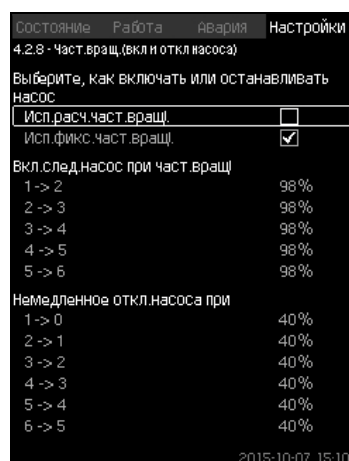 Состояние Работа Авария Настройки
4.2.8 - Част.вращ.(вкл и откл насоса)
Выберите, как включать или останавливать
насос
Исп.расч.част.вращ.
Исп.фикс.част.вращ.
Вкл.след.насос при част.вращ
1 -> 2 98%
2 -> 3 98%
3 -> 4 98%
4 -> 5 98%
5 -> 6 98%
Немедленное откл.насоса при
1 -> 0 40%
2 -> 1 40%
3 -> 2 40%
4 -> 3 40%
5 -> 4 40%
6 -> 5 40%
2015-10-07 15:10